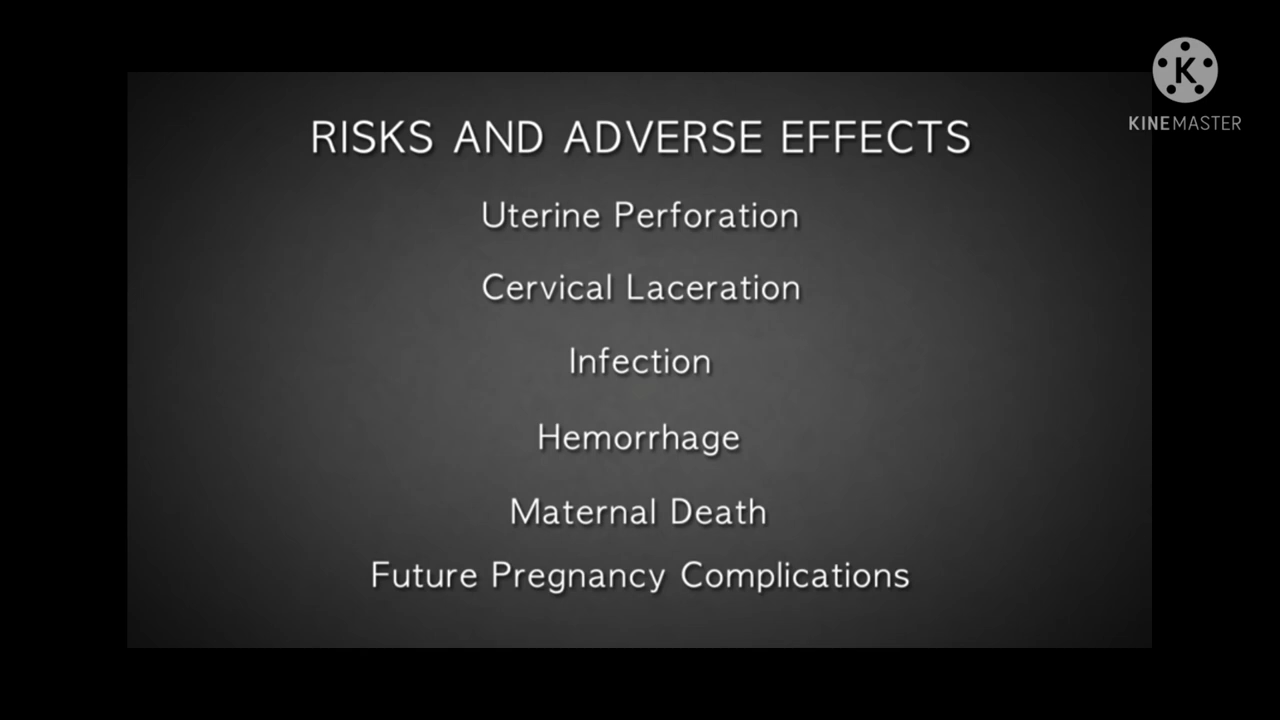 K
KINEMASTER
RISKS AND ADVERSE EFFECTS
Uterine Perforation
Cervical Laceration
Infection
Hemorrhage
Maternal Death
Future Pregnancy Complications